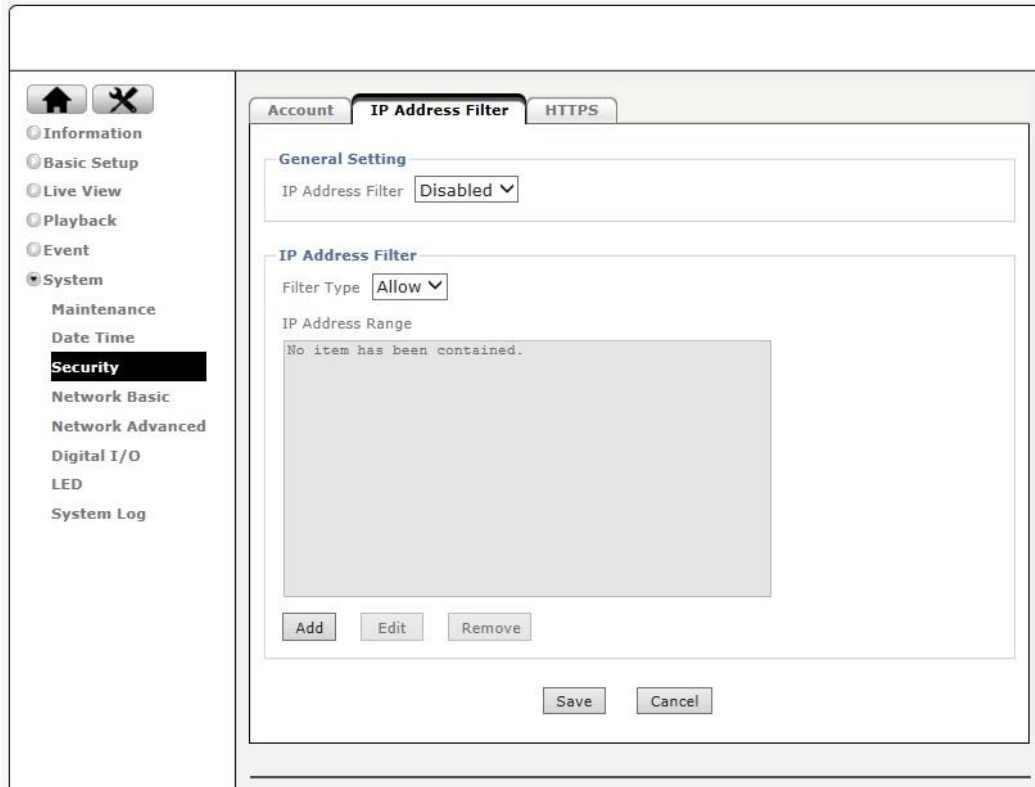 Account
IP Address Filter
HTTPS
Information
Basic Setup
Live View
Playback
Event
System
Maintenance
Date Time
Security
Network Basic
Network Advanced
Digital I/O
LED
System Log
General Setting
IP Address Filter Disabled
IP Address Filter
Filter Type Allow
IP Address Range
No item has been contained.
Add Edit Remove
Save Cancel